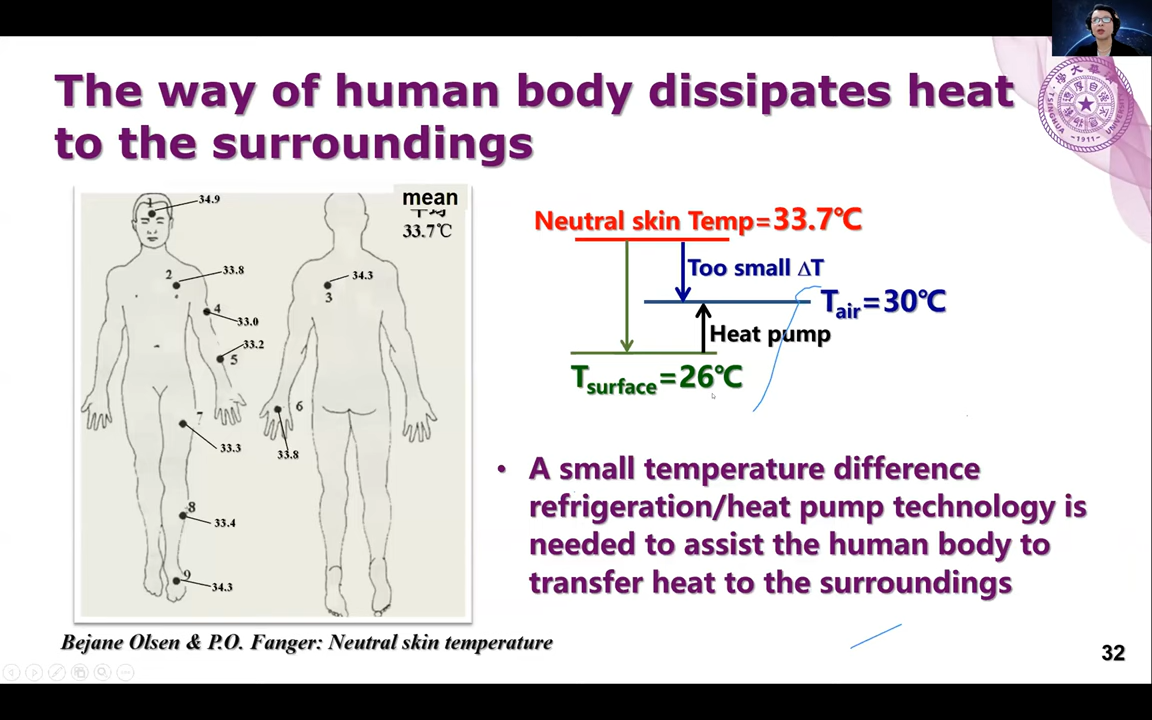 The way of human body dissipates heat
to the surroundings
mean
33.7℃
1
34.9
2
33.8
3
34.3
4
33.0
5
33.2
6
33.8
7
33.3
8
33.4
9
34.3
Neutral skin Temp=33.7℃
Too small ΔT
Tair=30℃
Heat pump
Tsurface=26℃
• A small temperature difference
refrigeration/heat pump technology is
needed to assist the human body to
transfer heat to the surroundings
Bejane Olsen & P.O. Fanger: Neutral skin temperature
32
TSINGHUA UNIVERSITY
-1911-